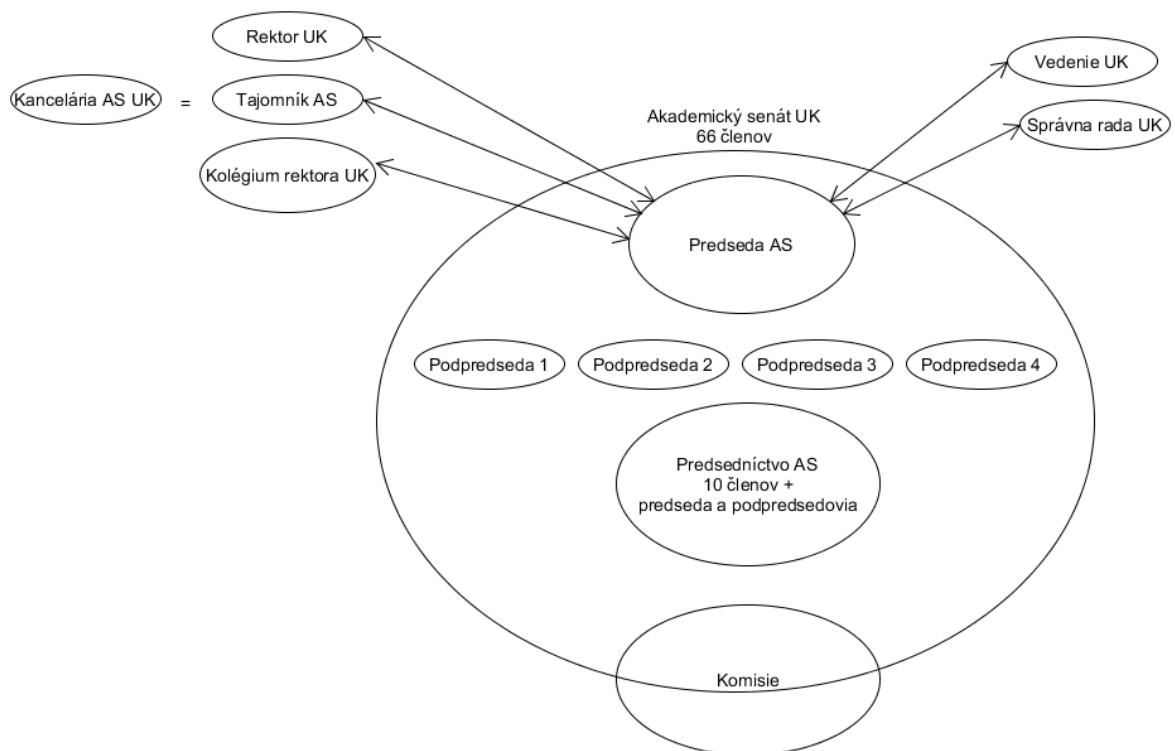 Rektor UK
Vedenie UK
Kancelária AS UK
=
Tajomník AS
Akademický senát UK
66 členov
Správna rada UK
Kolégium rektora UK
Predseda AS
Podpredseda 1
Podpredseda 2
Podpredseda 3
Podpredseda 4
Predsedníctvo AS
10 členov +
predseda a podpredsedovia
Komisie